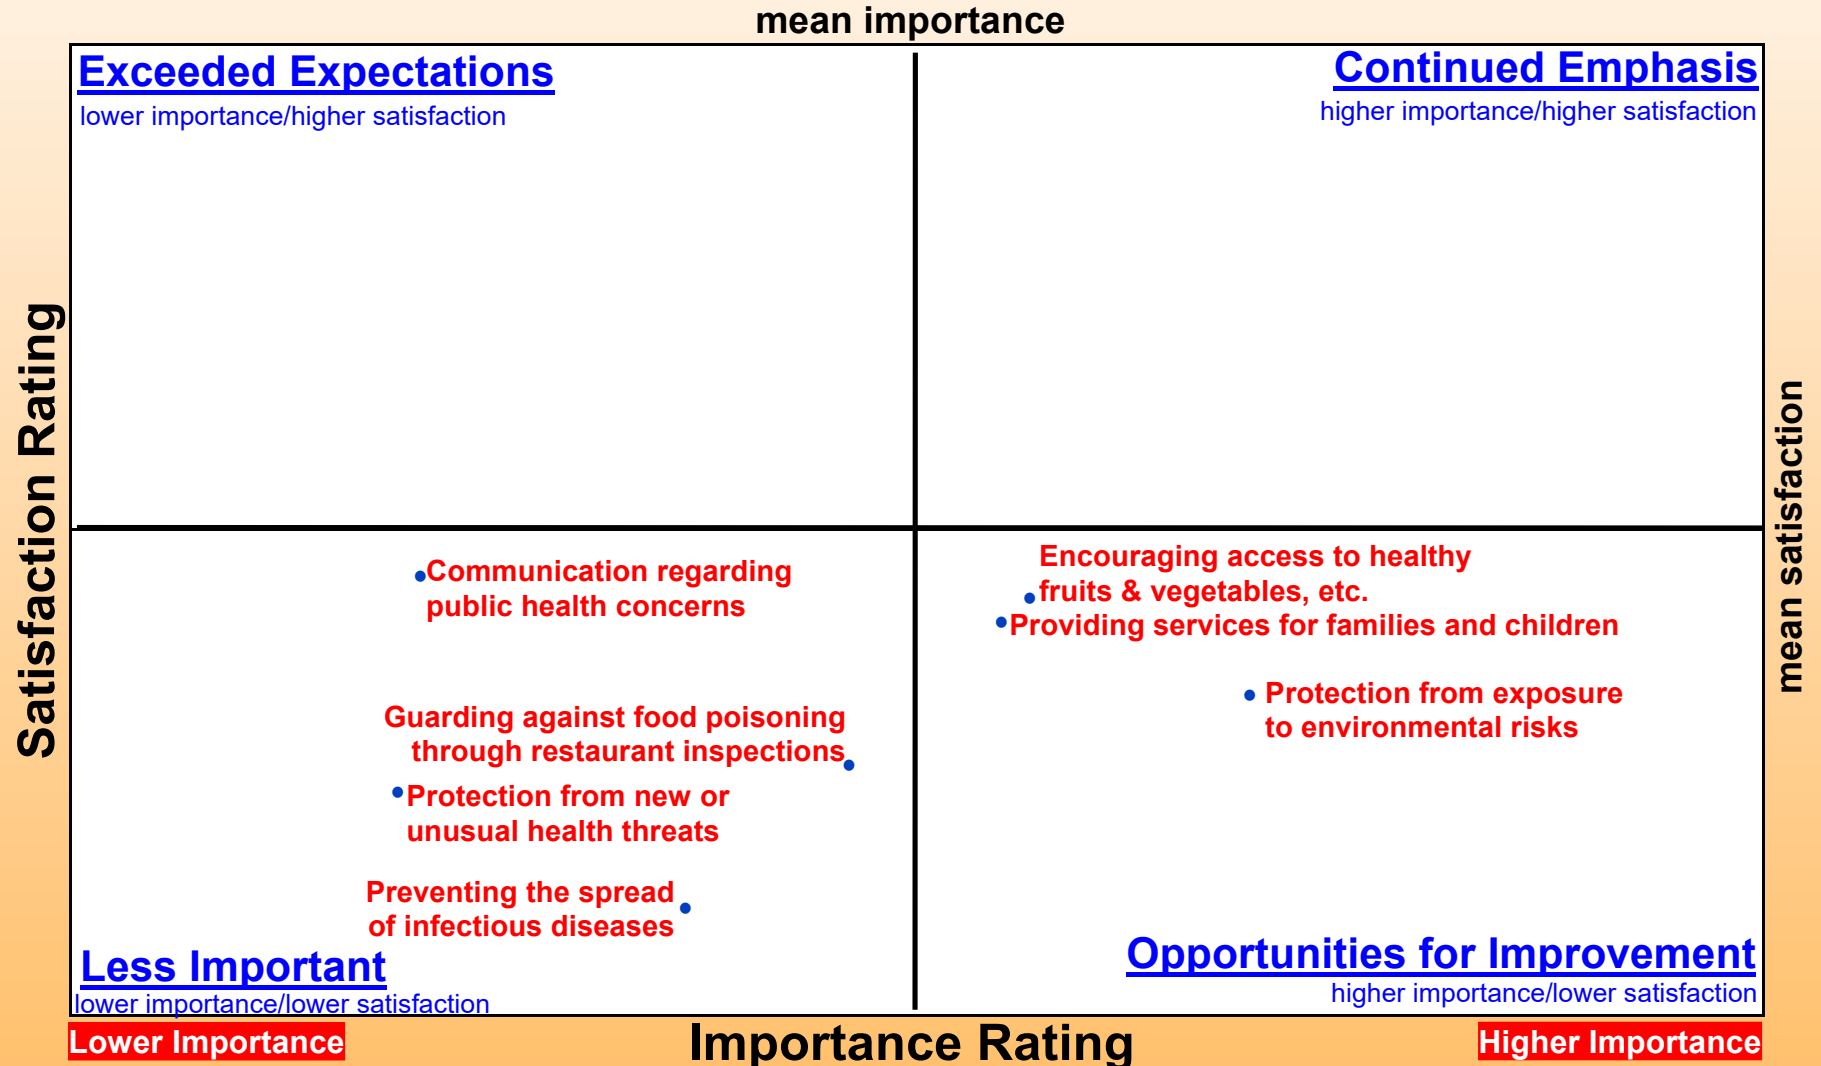 mean importance
Exceeded Expectations
lower importance/higher satisfaction
Continued Emphasis
higher importance/higher satisfaction
Satisfaction Rating
mean satisfaction
Communication regarding
public health concerns
Encouraging access to healthy
fruits & vegetables, etc.
Providing services for families and children
Protection from exposure
to environmental risks
Guarding against food poisoning
through restaurant inspections
Protection from new or
unusual health threats
Preventing the spread
of infectious diseases
Less Important
lower importance/lower satisfaction
Opportunities for Improvement
higher importance/lower satisfaction
Lower Importance
Importance Rating
Higher Importance